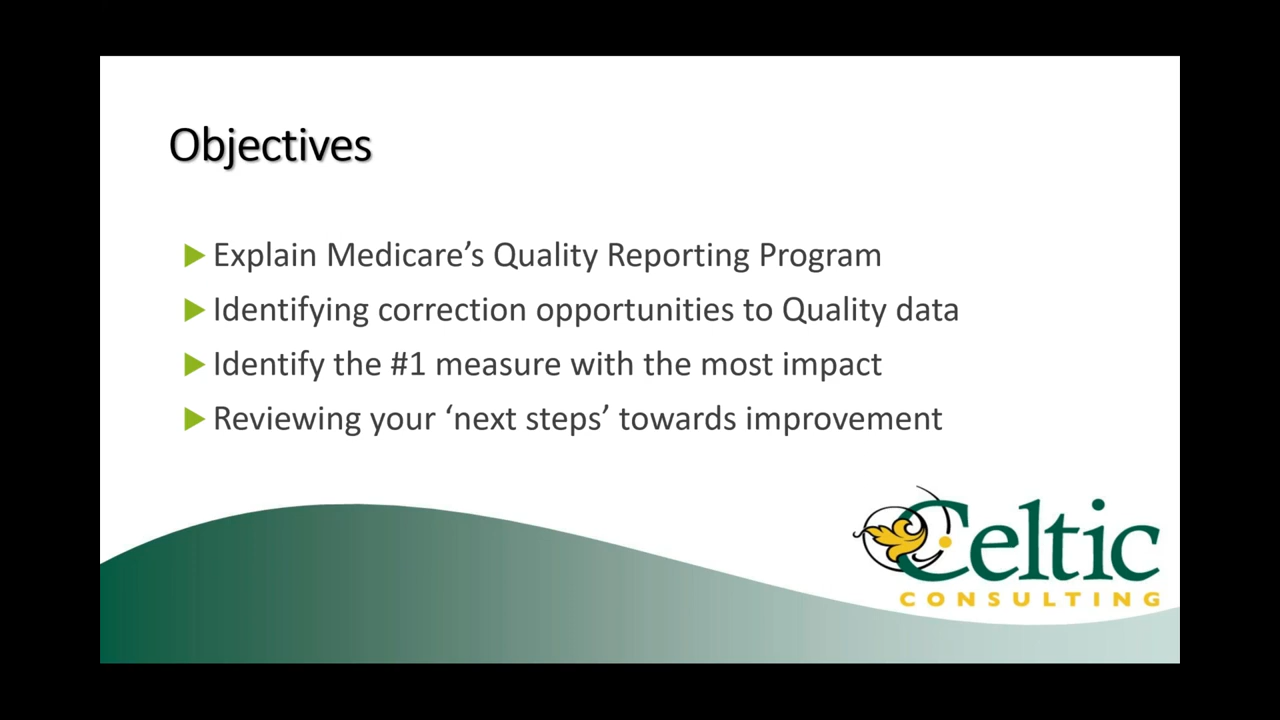 Objectives
Explain Medicare’s Quality Reporting Program
Identifying correction opportunities to Quality data
Identify the #1 measure with the most impact
Reviewing your ‘next steps’ towards improvement
Celtic
CONSULTING